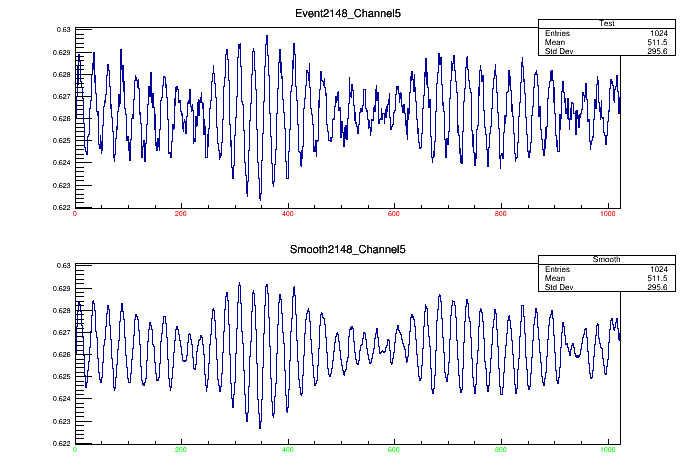 Event2148_Channel5
Test
Entries 1024
Mean 511.5
Std Dev 295.6
0.63
0.629
0.628
0.627
0.626
0.625
0.624
0.623
0.622
0 200 400 600 800 1000
Smooth2148_Channel5
Smooth
Entries 1024
Mean 511.5
Std Dev 295.6
0.63
0.629
0.628
0.627
0.626
0.625
0.624
0.623
0.622
0 200 400 600 800 1000